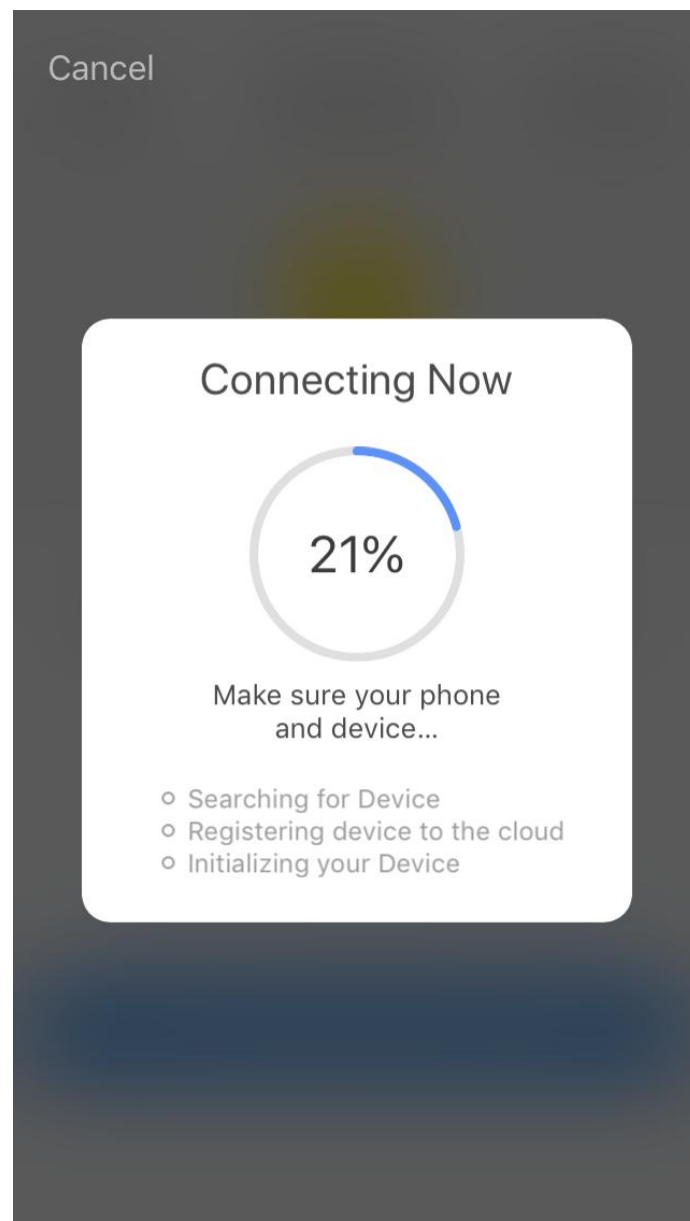 Cancel
Connecting Now
21%
Make sure your phone
and device...
Searching for Device
Registering device to the cloud
Initializing your Device